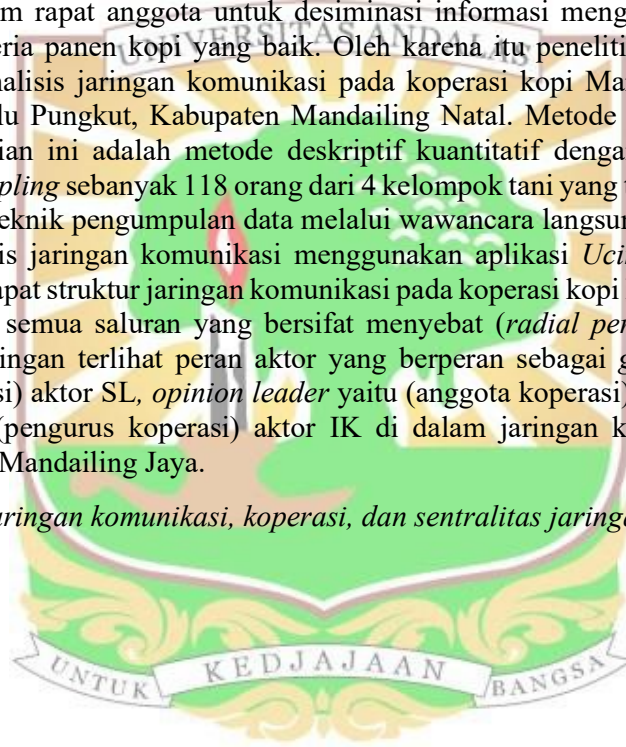 m rapat anggota untuk desiminasi informasi meng
eria panen kopi yang baik. Oleh karena itu peneliti
nalisis jaringan komunikasi pada koperasi kopi Ma
lu Pungkut, Kabupaten Mandailing Natal. Metode
ian ini adalah metode deskriptif kuantitatif denga
pling sebanyak 118 orang dari 4 kelompok tani yang
eknik pengumpulan data melalui wawancara langsun
is jaringan komunikasi menggunakan aplikasi Uci
apat struktur jaringan komunikasi pada koperasi kopi
semua saluran yang bersifat menyebat (radial per
ingan terlihat peran aktor yang berperan sebagai g
si) aktor SL, opinion leader yaitu (anggota koperasi)
(pengurus koperasi) aktor IK di dalam jaringan k
Mandailing Jaya.
aringan komunikasi, koperasi, dan sentralitas jaringa
UNIVERSITAS ANDALAS
UNTUK KEDJAJAAN BANGSA